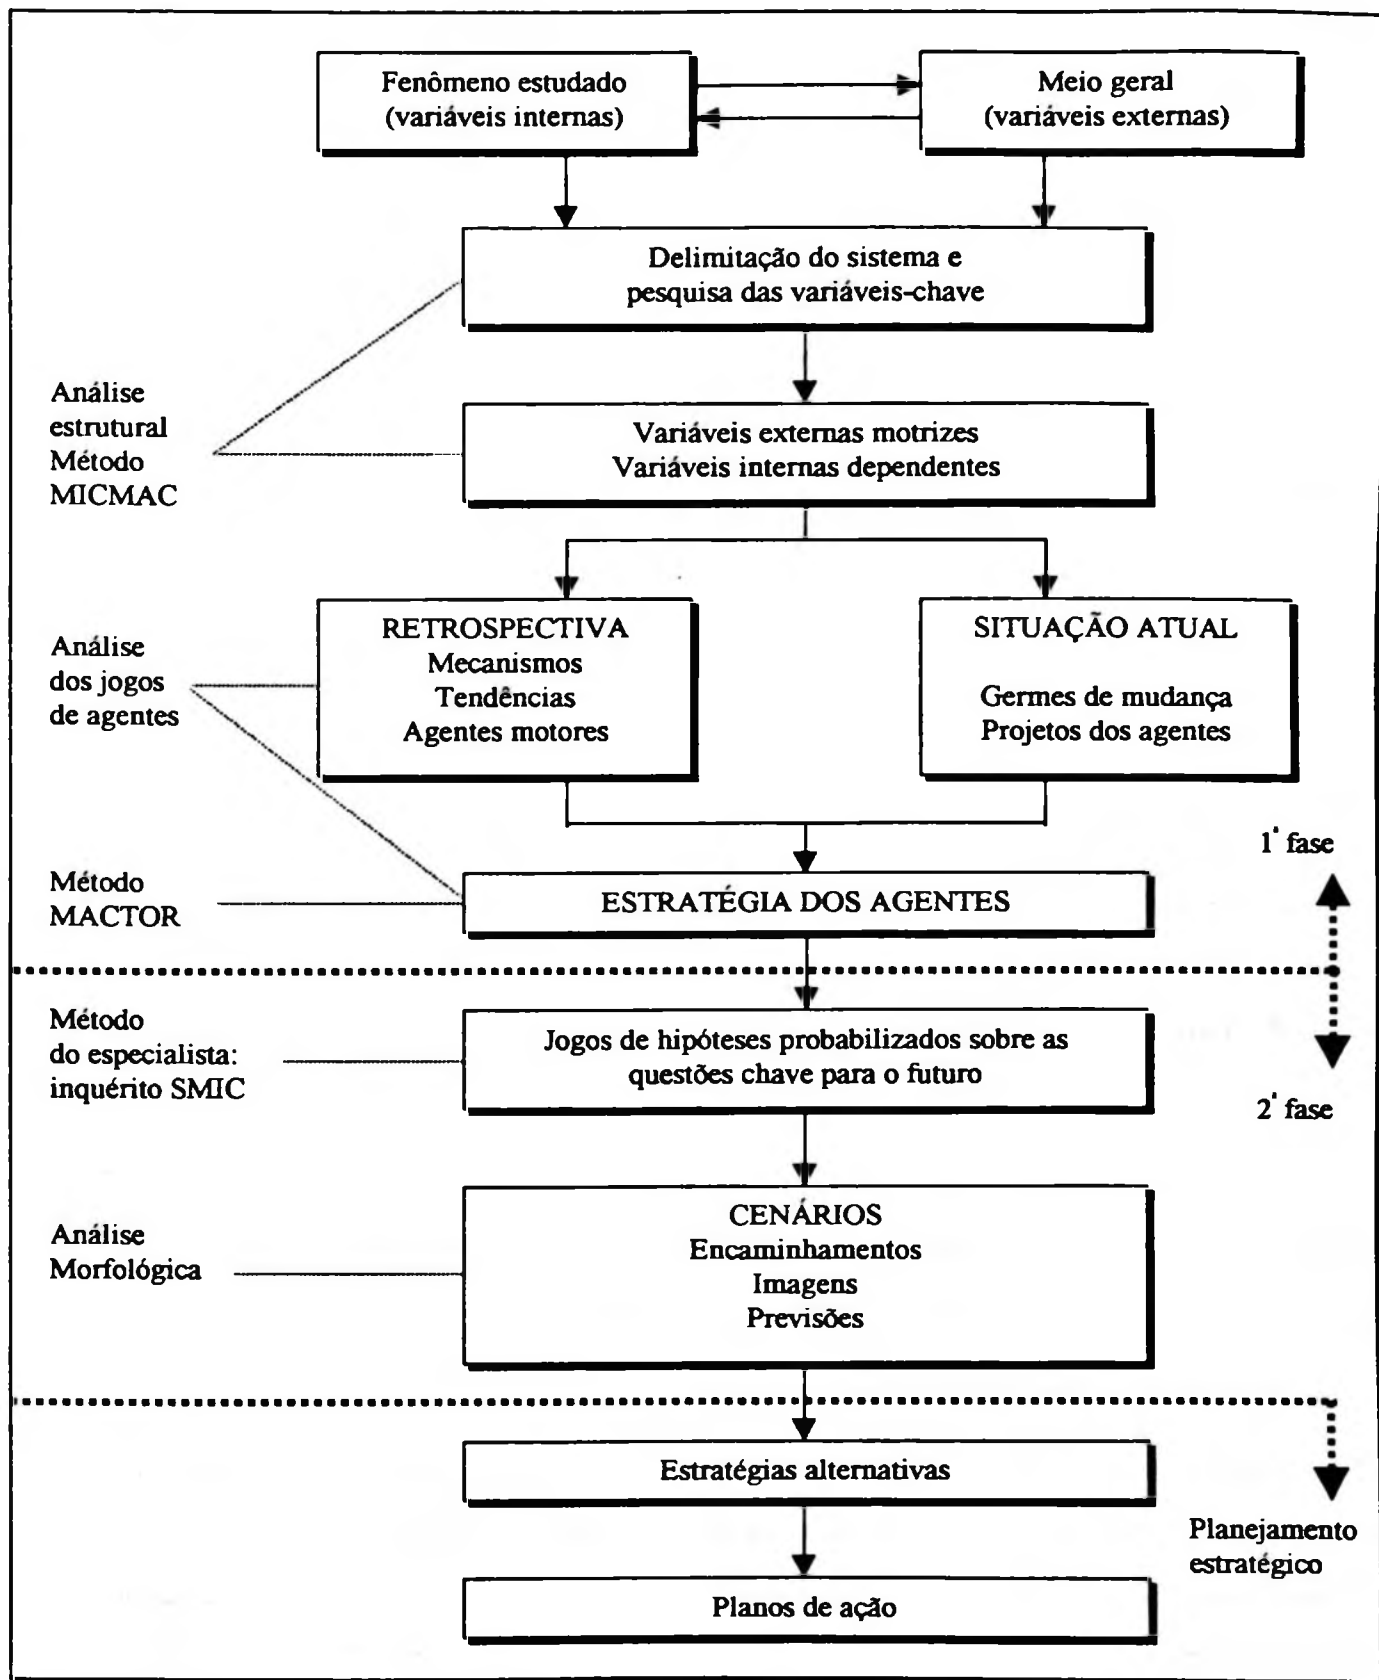 Fenômeno estudado
(variáveis internas)
Meio geral
(variáveis externas)
Delimitação do sistema e
pesquisa das variáveis-chave
Análise
estrutural
Método
MICMAC
Variáveis externas motrizes
Variáveis internas dependentes
Análise
dos jogos
de agentes
RETROSPECTIVA
Mecanismos
Tendências
Agentes motores
SITUAÇÃO ATUAL
Germes de mudança
Projetos dos agentes
1ª fase
Método
MACTOR
ESTRATÉGIA DOS AGENTES
Método
do especialista:
inquérito SMIC
Jogos de hipóteses probabilizados sobre as
questões chave para o futuro
2ª fase
Análise
Morfológica
CENÁRIOS
Encaminhamentos
Imagens
Previsões
Estratégias alternativas
Planejamento
estratégico
Planos de ação